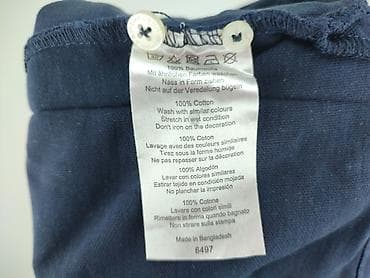 100% Baumwolle
Mit ähnlichen Farben waschen
Nass in Form ziehen
Nicht auf der Veredelung bügeln
100% Cotton
Wash with similar colours
Stretch in wet condition
Don't iron on the decoration
100% Coton
Lavage avec des couleurs similaires
Tirez sous la forme humide
Ne pas repasser sur la décoration
100% Algodón
Lavar con colores similares
Estirar tejido en condición mojada
No planchar la impresión
100% Cotone
Lavare con colori simili
Rimettere in forma quando bagnato
Non stirare sulla stampa
Made in Bangladesh
6497